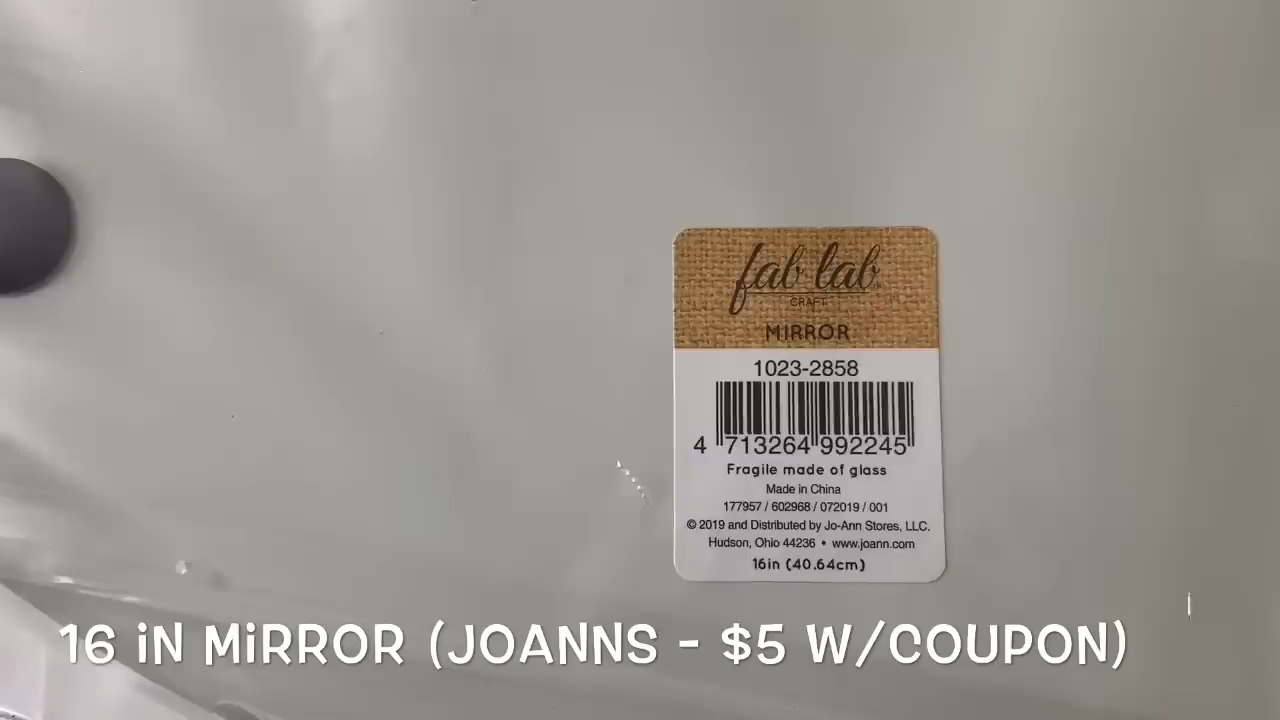 fab lab
CRAFT
MIRROR
1023-2858
4 713264 992245
Fragile made of glass
Made in China
177957 / 602968 / 072019 / 001
© 2019 and Distributed by Jo-Ann Stores, LLC.
Hudson, Ohio 44236 • www.joann.com
16in (40.64cm)
16 iN MiRROR (JOANNS - $5 W/COUPON)